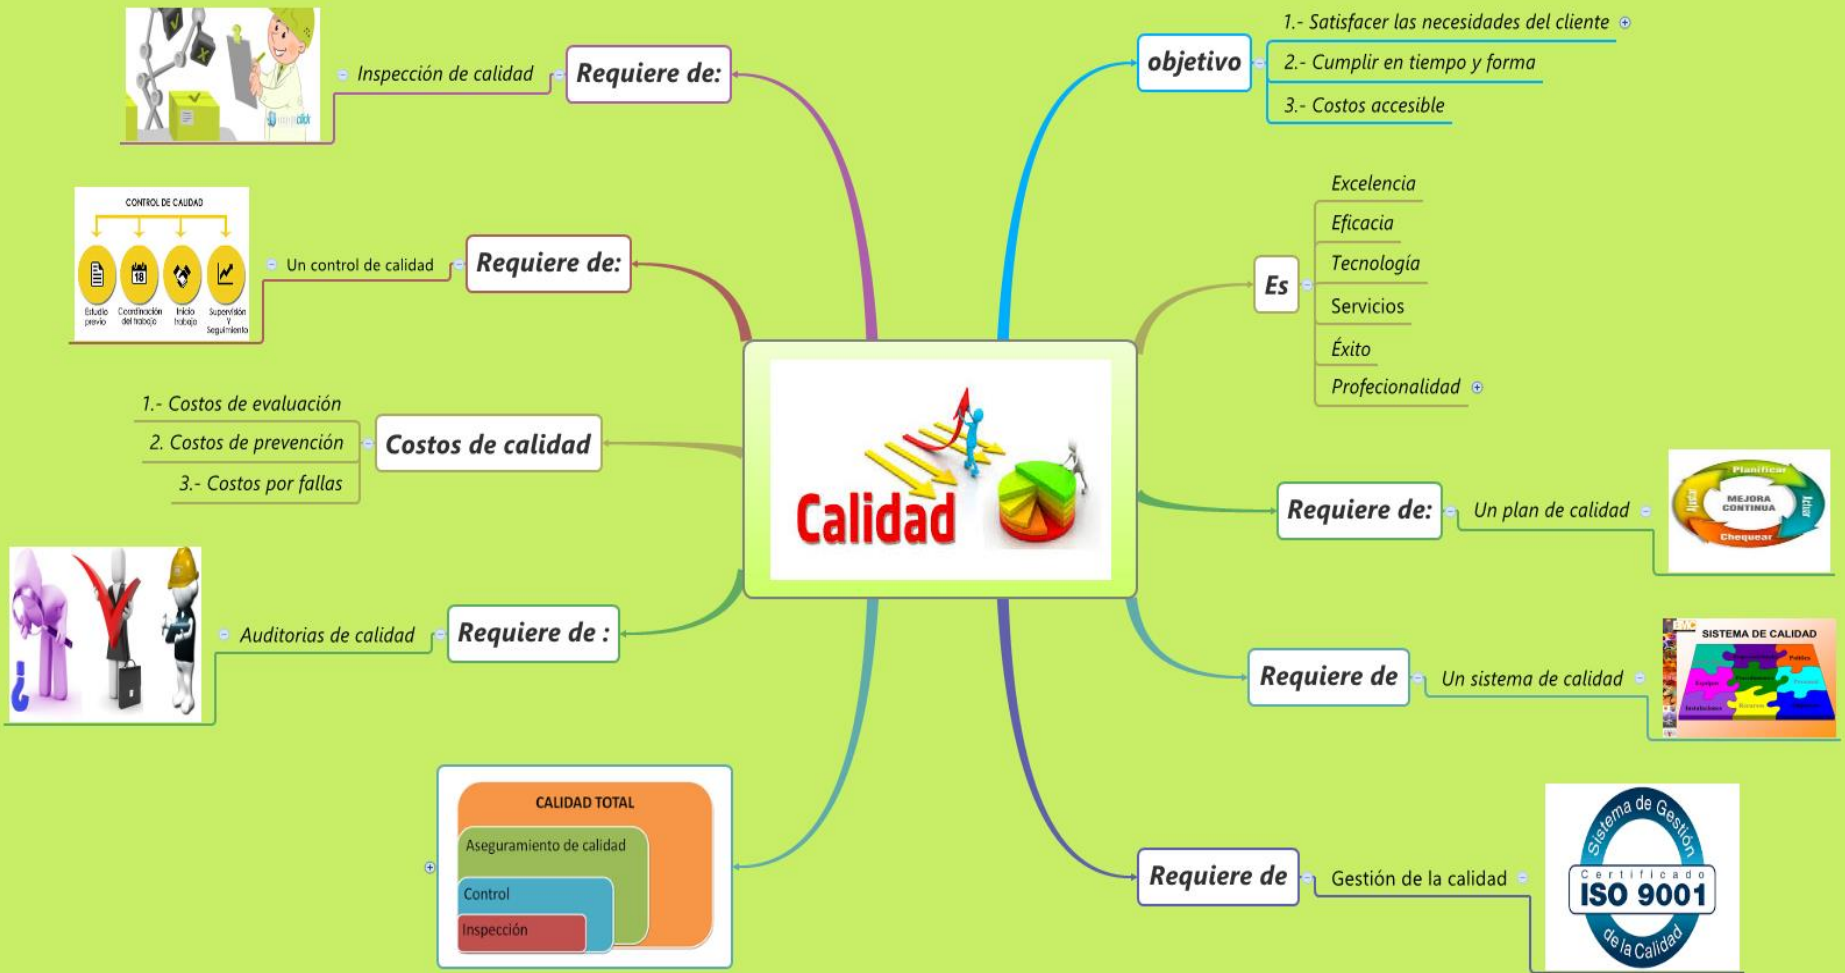 Requiere de:
Inspección de calidad
CONTROL DE CALIDAD
Estudio
previo
Coordinación
del trabajo
Inicio
trabajo
Supervisión
Y
Seguimiento
18
Un control de calidad
Requiere de:
1.- Costos de evaluación
2. Costos de prevención
3.- Costos por fallas
Costos de calidad
Auditorias de calidad
Requiere de :
CALIDAD TOTAL
Aseguramiento de calidad
Control
Inspección
Calidad
objetivo
1.- Satisfacer las necesidades del cliente
2.- Cumplir en tiempo y forma
3.- Costos accesible
Es
Excelencia
Eficacia
Tecnología
Servicios
Éxito
Profecionalidad
Requiere de:
Un plan de calidad
Planificar
Actuar
MEJORA
CONTINUA
Chequear
Requiere de
Un sistema de calidad
SISTEMA DE CALIDAD
Requiere de
Gestión de la calidad
Sistema de Gestión
Certificado
ISO 9001
de la Calidad